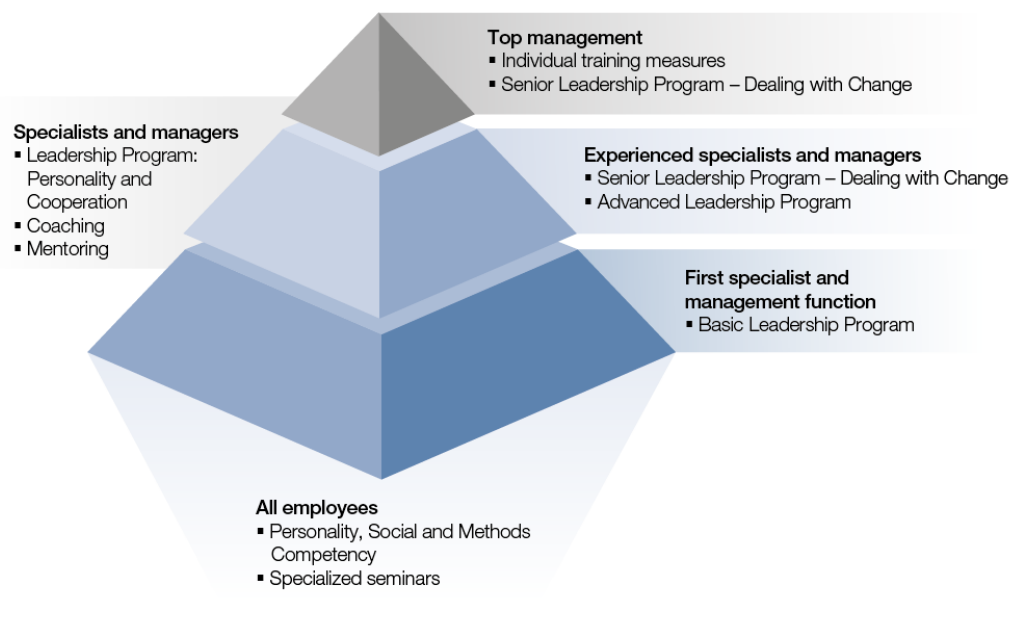 Top management
▪ Individual training measures
▪ Senior Leadership Program – Dealing with Change
Specialists and managers
▪ Leadership Program:
Personality and
Cooperation
▪ Coaching
▪ Mentoring
Experienced specialists and managers
▪ Senior Leadership Program – Dealing with Change
▪ Advanced Leadership Program
First specialist and
management function
▪ Basic Leadership Program
All employees
▪ Personality, Social and Methods
Competency
▪ Specialized seminars